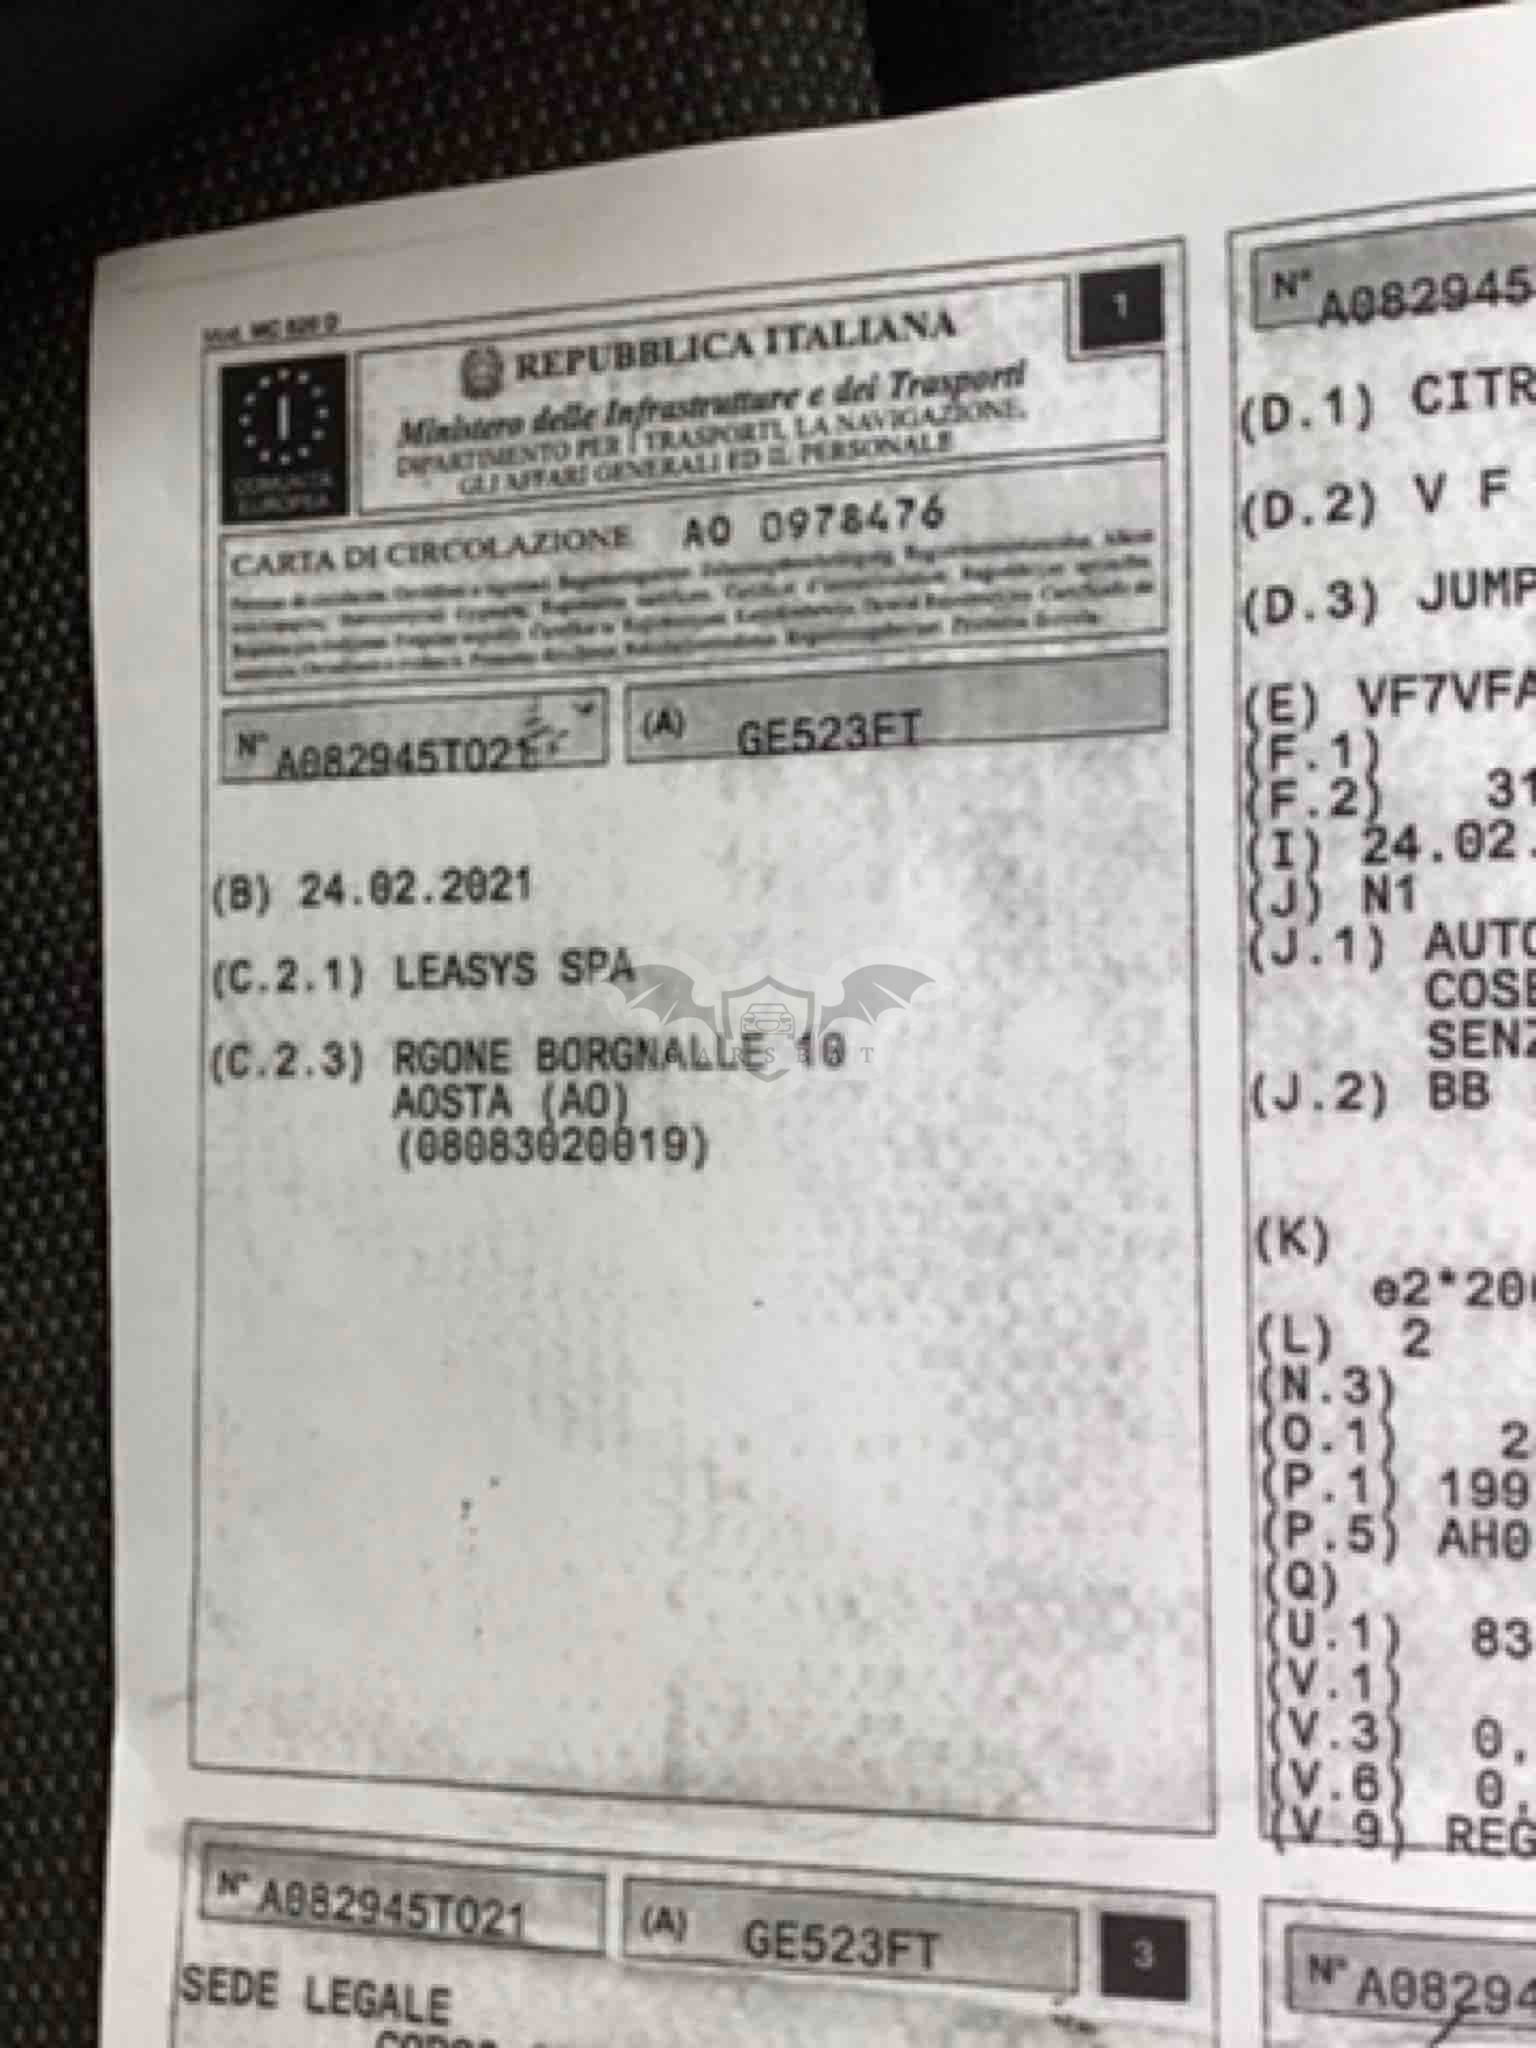 Mod. MC 820 D
1
REPUBBLICA ITALIANA
Ministero delle Infrastrutture e dei Trasporti
DIPARTIMENTO PER I TRASPORTI, LA NAVIGAZIONE,
GLI AFFARI GENERALI ED IL PERSONALE
I
COMUNITÀ
EUROPEA
CARTA DI CIRCOLAZIONE AO 0978476
N° A082945T021
(A) GE523FT
(B) 24.02.2021
(C.2.1) LEASYS SPA
(C.2.3) RGONE BORGNALLE 10
AOSTA (AO)
(08083020019)
CARSBAT
N° A082945
(D.1) CITR
(D.2) V F
(D.3) JUMP
(E) VF7VFA
(F.1)
(F.2) 31
(I) 24.02.
(J) N1
(J.1) AUTO
COSE
SENZ
(J.2) BB
(K)
e2*200
(L) 2
(N.3)
(O.1) 2
(P.1) 199
(P.5) AH0
(Q)
(U.1) 83
(V.1)
(V.3) 0,
(V.6) 0,
(V.9) REG
N° A082945T021
(A) GE523FT
3
SEDE LEGALE
N° A08294